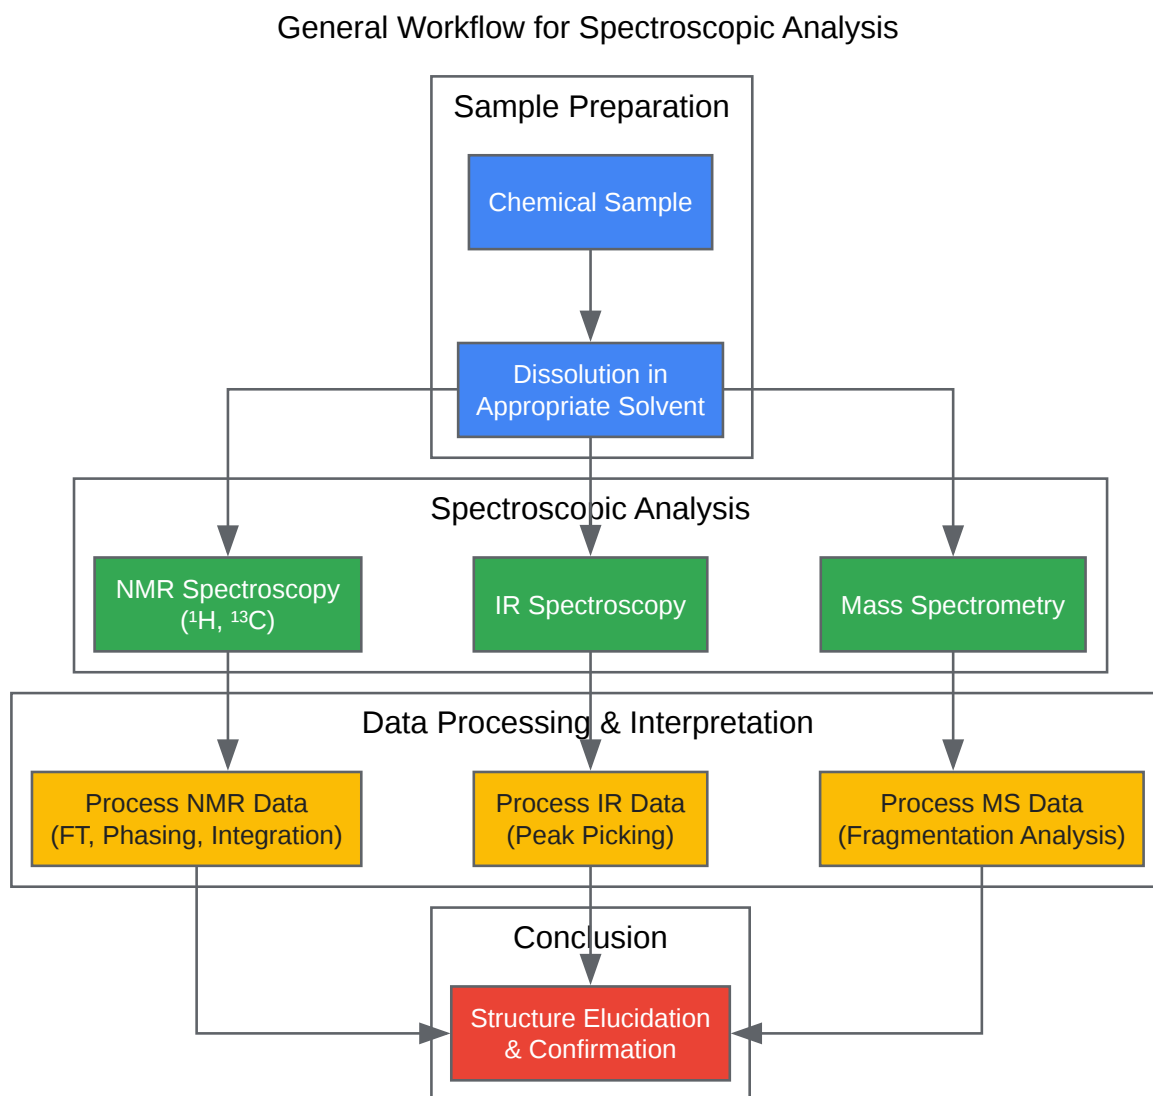 General Workflow for Spectroscopic Analysis
Sample Preparation
Chemical Sample
Dissolution in
Appropriate Solvent
Spectroscopic Analysis
NMR Spectroscopy
(¹H, ¹³C)
IR Spectroscopy
Mass Spectrometry
Data Processing & Interpretation
Process NMR Data
(FT, Phasing, Integration)
Process IR Data
(Peak Picking)
Process MS Data
(Fragmentation Analysis)
Conclusion
Structure Elucidation
& Confirmation